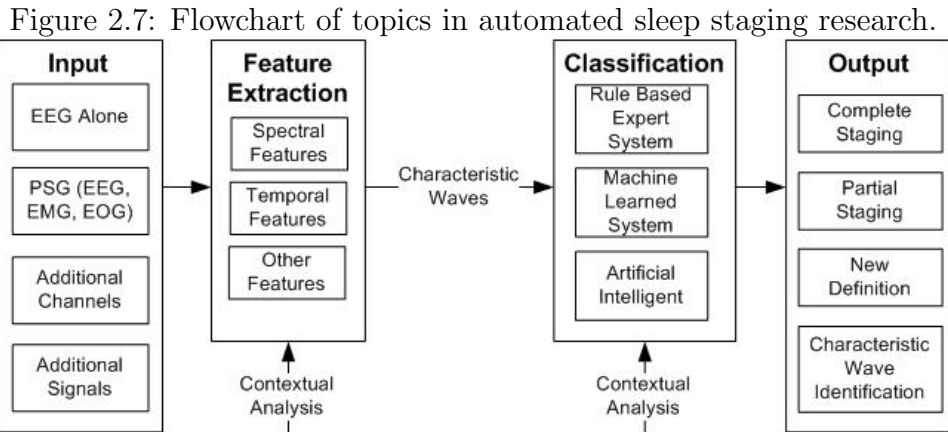 Figure 2.7: Flowchart of topics in automated sleep staging research.
Input
EEG Alone
PSG (EEG,
EMG, EOG)
Additional
Channels
Additional
Signals
Feature
Extraction
Spectral
Features
Temporal
Features
Other
Features
Contextual
Analysis
Characteristic
Waves
Classification
Rule Based
Expert
System
Machine
Learned
System
Artificial
Intelligent
Contextual
Analysis
Output
Complete
Staging
Partial
Staging
New
Definition
Characteristic
Wave
Identification